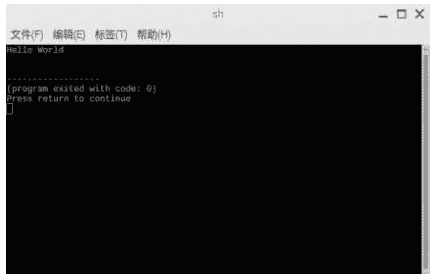 sh
文件(F) 编辑(E) 标签(T) 帮助(H)
Hello World
------------------
(program exited with code: 0)
Press return to continue